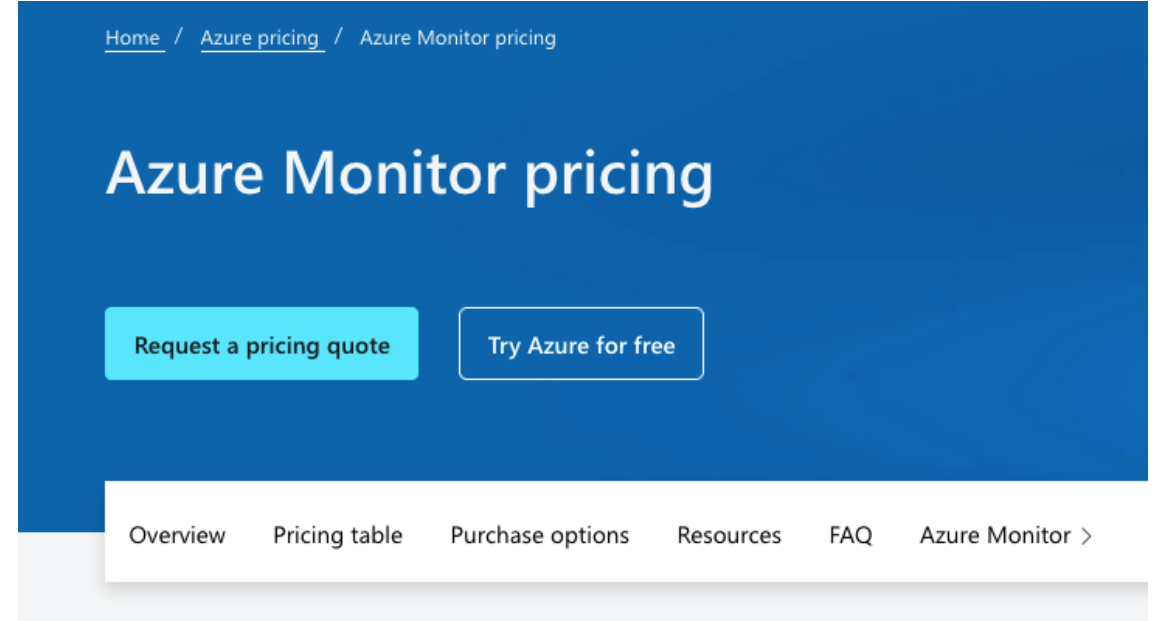 Home / Azure pricing / Azure Monitor pricing
Azure Monitor pricing
Request a pricing quote Try Azure for free
Overview Pricing table Purchase options Resources FAQ Azure Monitor >